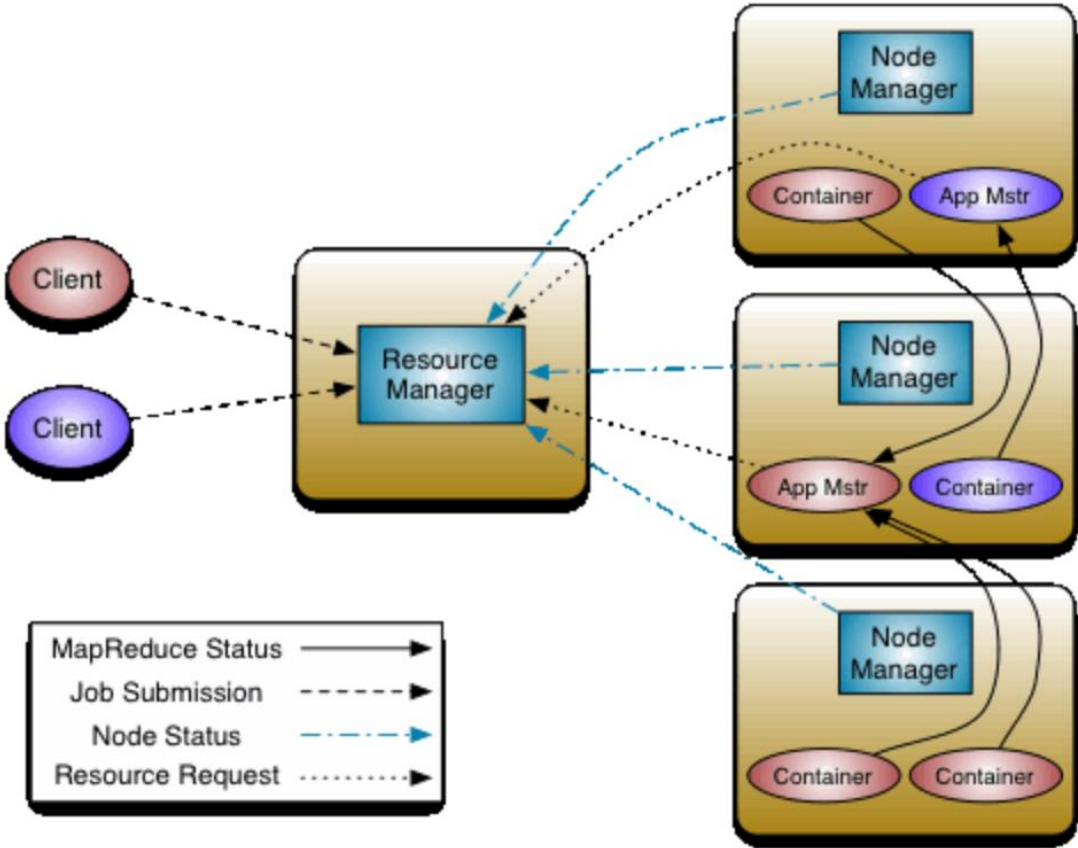 Client
Client
Resource
Manager
Node
Manager
Container
App Mstr
Node
Manager
App Mstr
Container
Node
Manager
Container
Container
MapReduce Status
Job Submission
Node Status
Resource Request